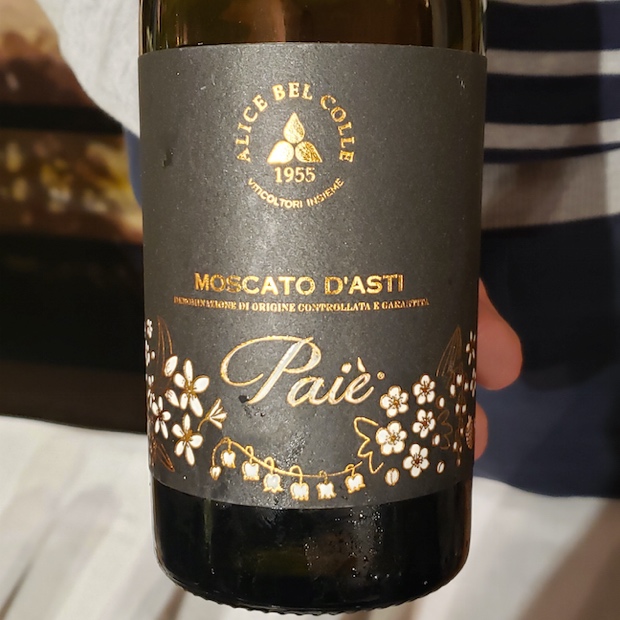 ALICE BEL COLLE
1955
VITICOLTORI INSIEME
MOSCATO D'ASTI
DENOMINAZIONE DI ORIGINE CONTROLLATA E GARANTITA
Paiè®